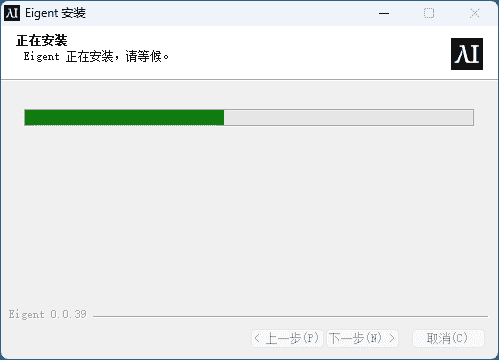 Eigent 安装
正在安装
Eigent 正在安装，请等候。
Eigent 0.0.39
< 上一步(P) 下一步(N) > 取消(C)